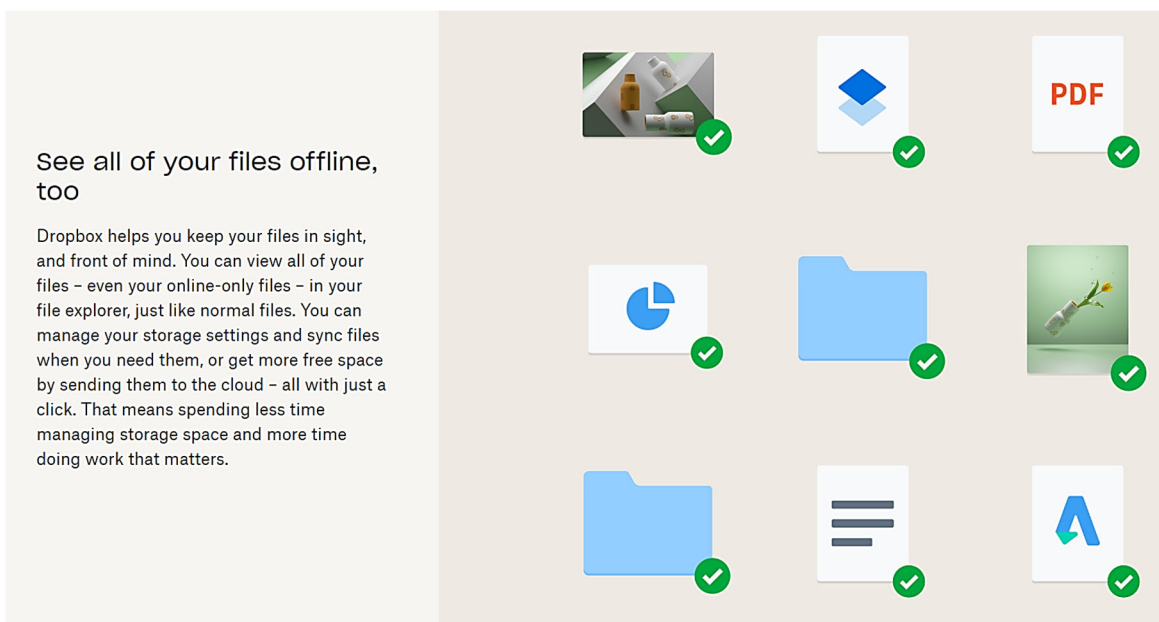 See all of your files offline,
too
Dropbox helps you keep your files in sight,
and front of mind. You can view all of your
files – even your online-only files – in your
file explorer, just like normal files. You can
manage your storage settings and sync files
when you need them, or get more free space
by sending them to the cloud – all with just a
click. That means spending less time
managing storage space and more time
doing work that matters.
PDF